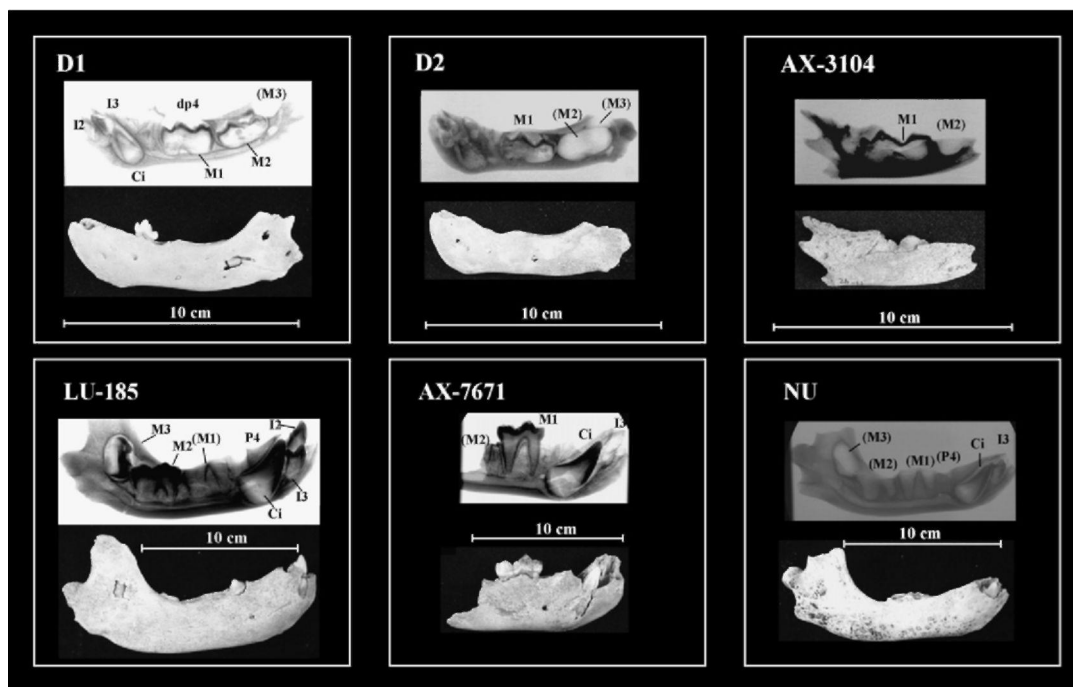 D1
I3
I2
dp4
(M3)
M1
M2
Ci
10 cm
D2
M1
(M2)
(M3)
10 cm
AX-3104
M1
(M2)
10 cm
LU-185
M3
M2
(M1)
P4
I2
I3
Ci
10 cm
AX-7671
(M2)
M1
Ci
I3
10 cm
NU
(M3)
(M2)
(M1)
(P4)
Ci
I3
10 cm